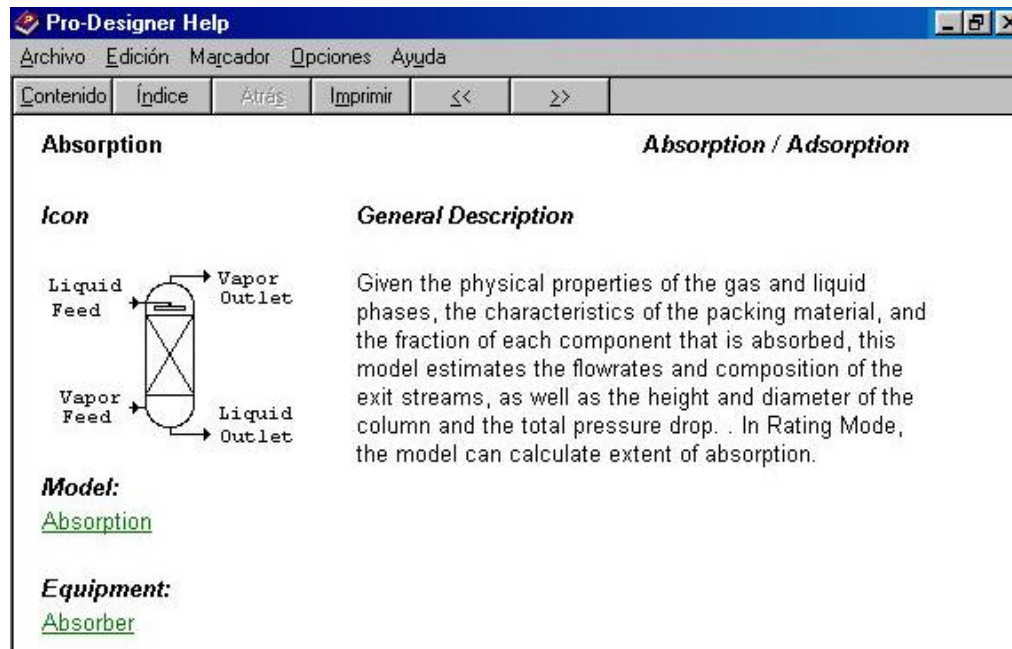 Pro-Designer Help
Archivo Edición Marcador Opciones Ayuda
Contenido Índice Atrás Imprimir << >>
Absorption
Absorption / Adsorption
Icon
General Description
Liquid
Feed
Vapor
Outlet
Vapor
Feed
Liquid
Outlet
Given the physical properties of the gas and liquid
phases, the characteristics of the packing material, and
the fraction of each component that is absorbed, this
model estimates the flowrates and composition of the
exit streams, as well as the height and diameter of the
column and the total pressure drop. . In Rating Mode,
the model can calculate extent of absorption.
Model:
Absorption
Equipment:
Absorber